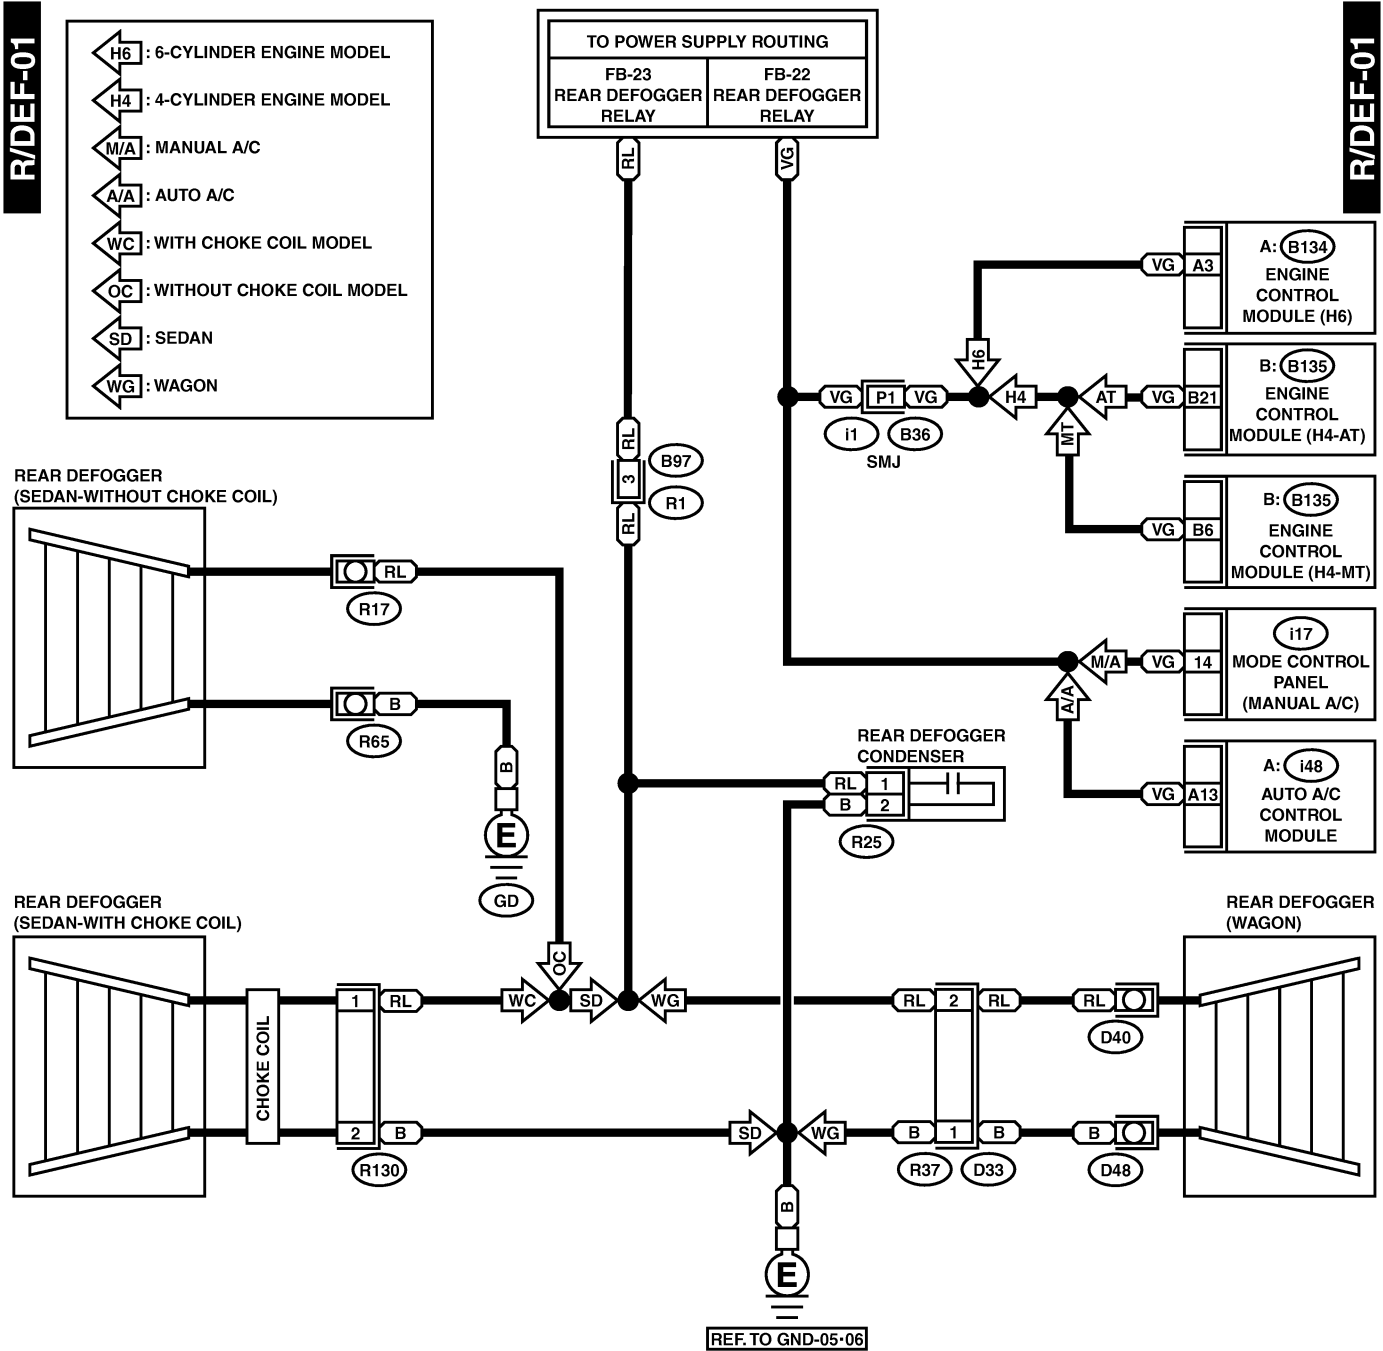 R/DEF-01
R/DEF-01
H6 : 6-CYLINDER ENGINE MODEL
H4 : 4-CYLINDER ENGINE MODEL
M/A : MANUAL A/C
A/A : AUTO A/C
WC : WITH CHOKE COIL MODEL
OC : WITHOUT CHOKE COIL MODEL
SD : SEDAN
WG : WAGON
TO POWER SUPPLY ROUTING
FB-23
REAR DEFOGGER
RELAY
FB-22
REAR DEFOGGER
RELAY
RL
VG
VG A3
A: B134
ENGINE
CONTROL
MODULE (H6)
H6
VG P1 VG
H4
AT
VG B21
i1
B36
SMJ
B: B135
ENGINE
CONTROL
MODULE (H4-AT)
MT
VG B6
B: B135
ENGINE
CONTROL
MODULE (H4-MT)
RL
3
RL
B97
R1
M/A
VG 14
i17
MODE CONTROL
PANEL
(MANUAL A/C)
A/A
VG A13
A: i48
AUTO A/C
CONTROL
MODULE
REAR DEFOGGER
(SEDAN-WITHOUT CHOKE COIL)
RL
R17
B
R65
B
E
GD
REAR DEFOGGER
CONDENSER
RL 1
B 2
R25
REAR DEFOGGER
(SEDAN-WITH CHOKE COIL)
CHOKE COIL
1 RL
2 B
R130
OC
WC
SD
WG
RL 2 RL
RL
D40
REAR DEFOGGER
(WAGON)
SD
WG
B 1 B
B
R37
D33
D48
B
E
REF. TO GND-05·06